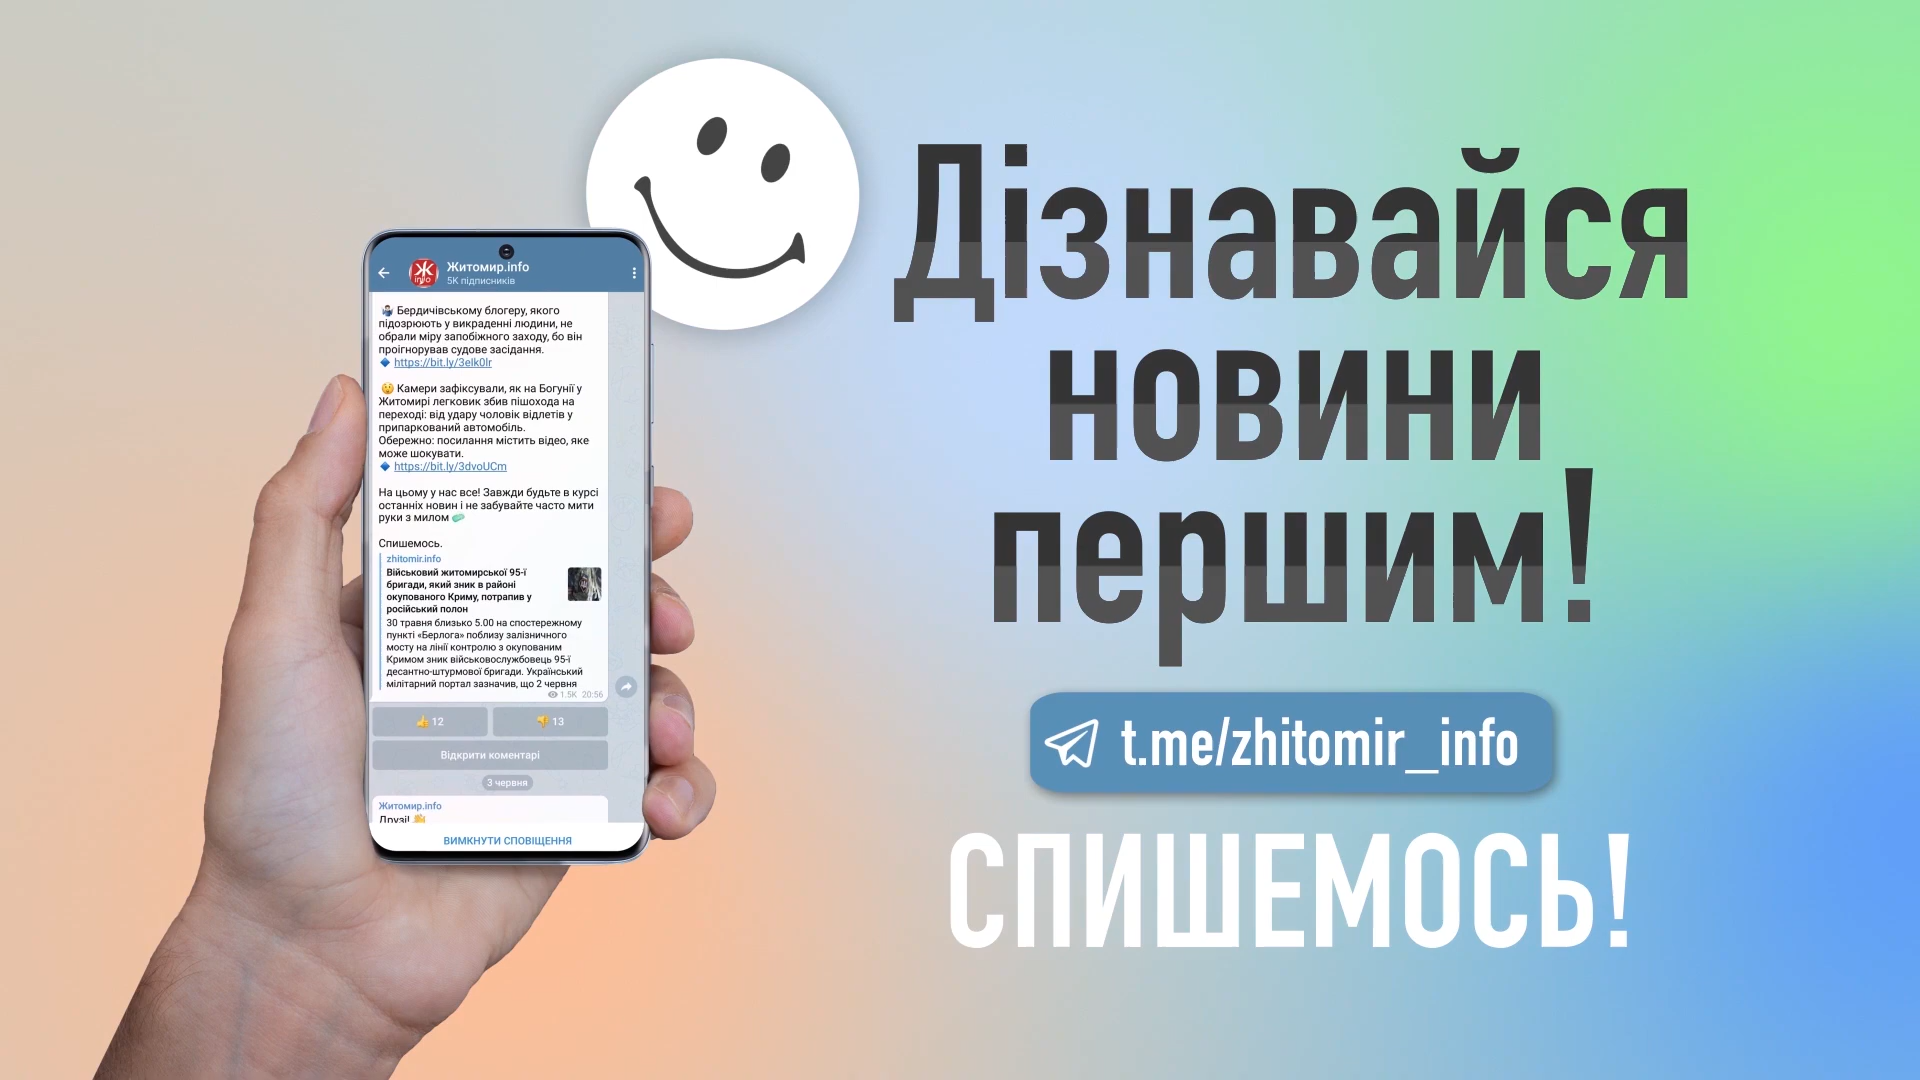 Житомир.info
5K підписників
Бердичівському блогеру, якого
підозрюють у викраденні людини, не
обрали міру запобіжного заходу, бо він
проігнорував судове засідання.
https://bit.ly/3eIk0Ir
Камери зафіксували, як на Богунії у
Житомирі легковик збив пішохода на
переході: від удару чоловік відлетів у
припаркований автомобіль.
Обережно: посилання містить відео, яке
може шокувати.
https://bit.ly/3dvoUCm
На цьому у нас все! Завжди будьте в курсі
останніх новин і не забувайте часто мити
руки з милом
Спишемось.
zhitomir.info
Військовий житомирської 95-ї
бригади, який зник в районі
окупованого Криму, потрапив у
російський полон
30 травня близько 5.00 на спостережному
пункті «Берлога» поблизу залізничного
мосту на лінії контролю з окупованим
Кримом зник військовослужбовець 95-ї
десантно-штурмової бригади. Український
мілітарний портал зазначив, що 2 червня
1.5K 20:56
12 13
Відкрити коментарі
3 червня
Житомир.info
Друзі!
ВИМКНУТИ СПОВІЩЕННЯ
Дізнавайся
новини
першим!
t.me/zhitomir_info
СПИШЕМОСЬ!